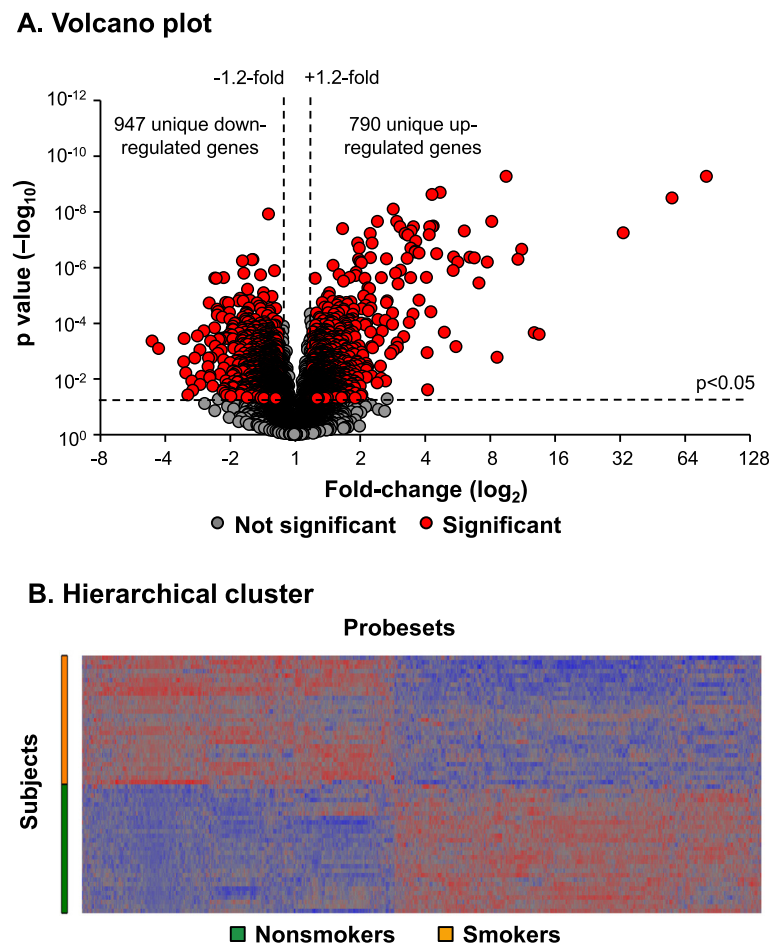 A. Volcano plot
-1.2-fold +1.2-fold
10-12
947 unique down-
regulated genes
790 unique up-
regulated genes
10-10
10-8
10-6
10-4
10-2
100
p value (–log10)
p<0.05
-8 -4 -2 1 2 4 8 16 32 64 128
Fold-change (log2)
Not significant Significant
B. Hierarchical cluster
Probesets
Subjects
Nonsmokers Smokers